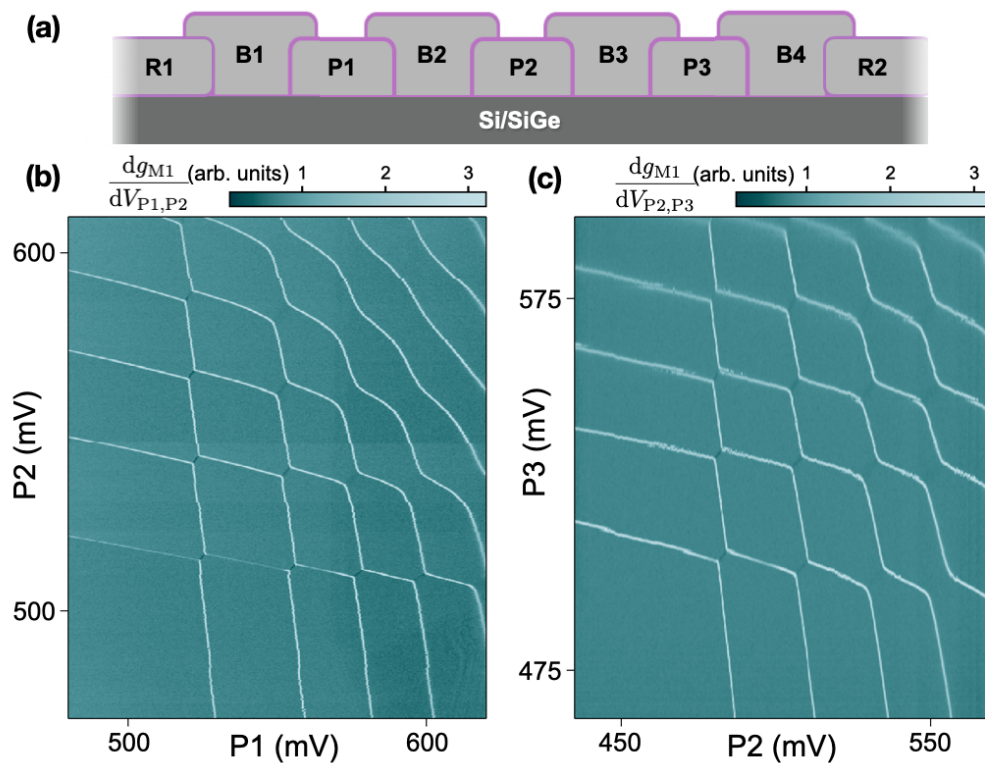 (a)
R1 B1 P1 B2 P2 B3 P3 B4 R2
Si/SiGe
(b)
dg_M1
dV_P1,P2
(arb. units) 1 2 3
600
500
P2 (mV)
500 600
P1 (mV)
(c)
dg_M1
dV_P2,P3
(arb. units) 1 2 3
575
475
P3 (mV)
450 550
P2 (mV)